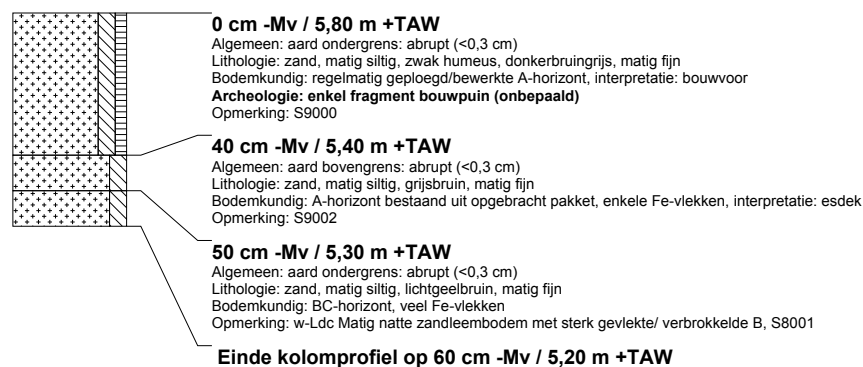 0 cm -Mv / 5,80 m +TAW
Algemeen: aard ondergrens: abrupt (<0,3 cm)
Lithologie: zand, matig siltig, zwak humeus, donkerbruingrijs, matig fijn
Bodemkundig: regelmatig geploegd/bewerkte A-horizont, interpretatie: bouwvoor
Archeologie: enkel fragment bouwpuin (onbepaald)
Opmerking: S9000
40 cm -Mv / 5,40 m +TAW
Algemeen: aard bovengrens: abrupt (<0,3 cm)
Lithologie: zand, matig siltig, grijsbruin, matig fijn
Bodemkundig: A-horizont bestaand uit opgebracht pakket, enkele Fe-vlekken, interpretatie: esdek
Opmerking: S9002
50 cm -Mv / 5,30 m +TAW
Algemeen: aard ondergrens: abrupt (<0,3 cm)
Lithologie: zand, matig siltig, lichtgeelbruin, matig fijn
Bodemkundig: BC-horizont, veel Fe-vlekken
Opmerking: w-Ldc Matig natte zandleembodem met sterk gevlekte/ verbrokkelde B, S8001
Einde kolomprofiel op 60 cm -Mv / 5,20 m +TAW